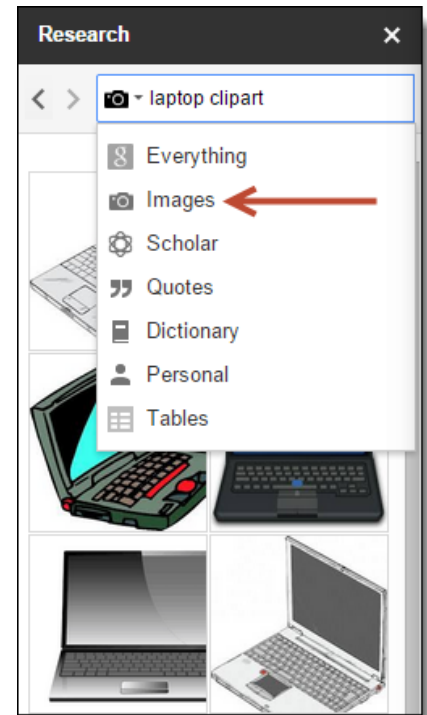 Research
laptop clipart
Everything
Images
Scholar
Quotes
Dictionary
Personal
Tables